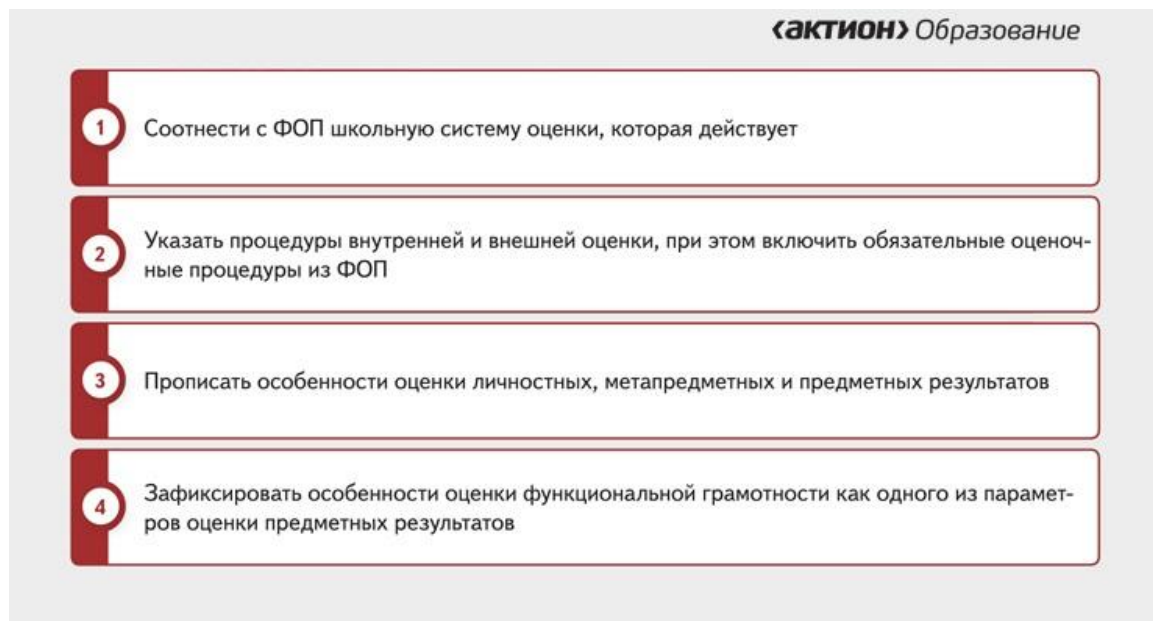 ‹актион› Образование
1
Соотнести с ФОП школьную систему оценки, которая действует
2
Указать процедуры внутренней и внешней оценки, при этом включить обязательные оценоч-
ные процедуры из ФОП
3
Прописать особенности оценки личностных, метапредметных и предметных результатов
4
Зафиксировать особенности оценки функциональной грамотности как одного из парамет-
ров оценки предметных результатов